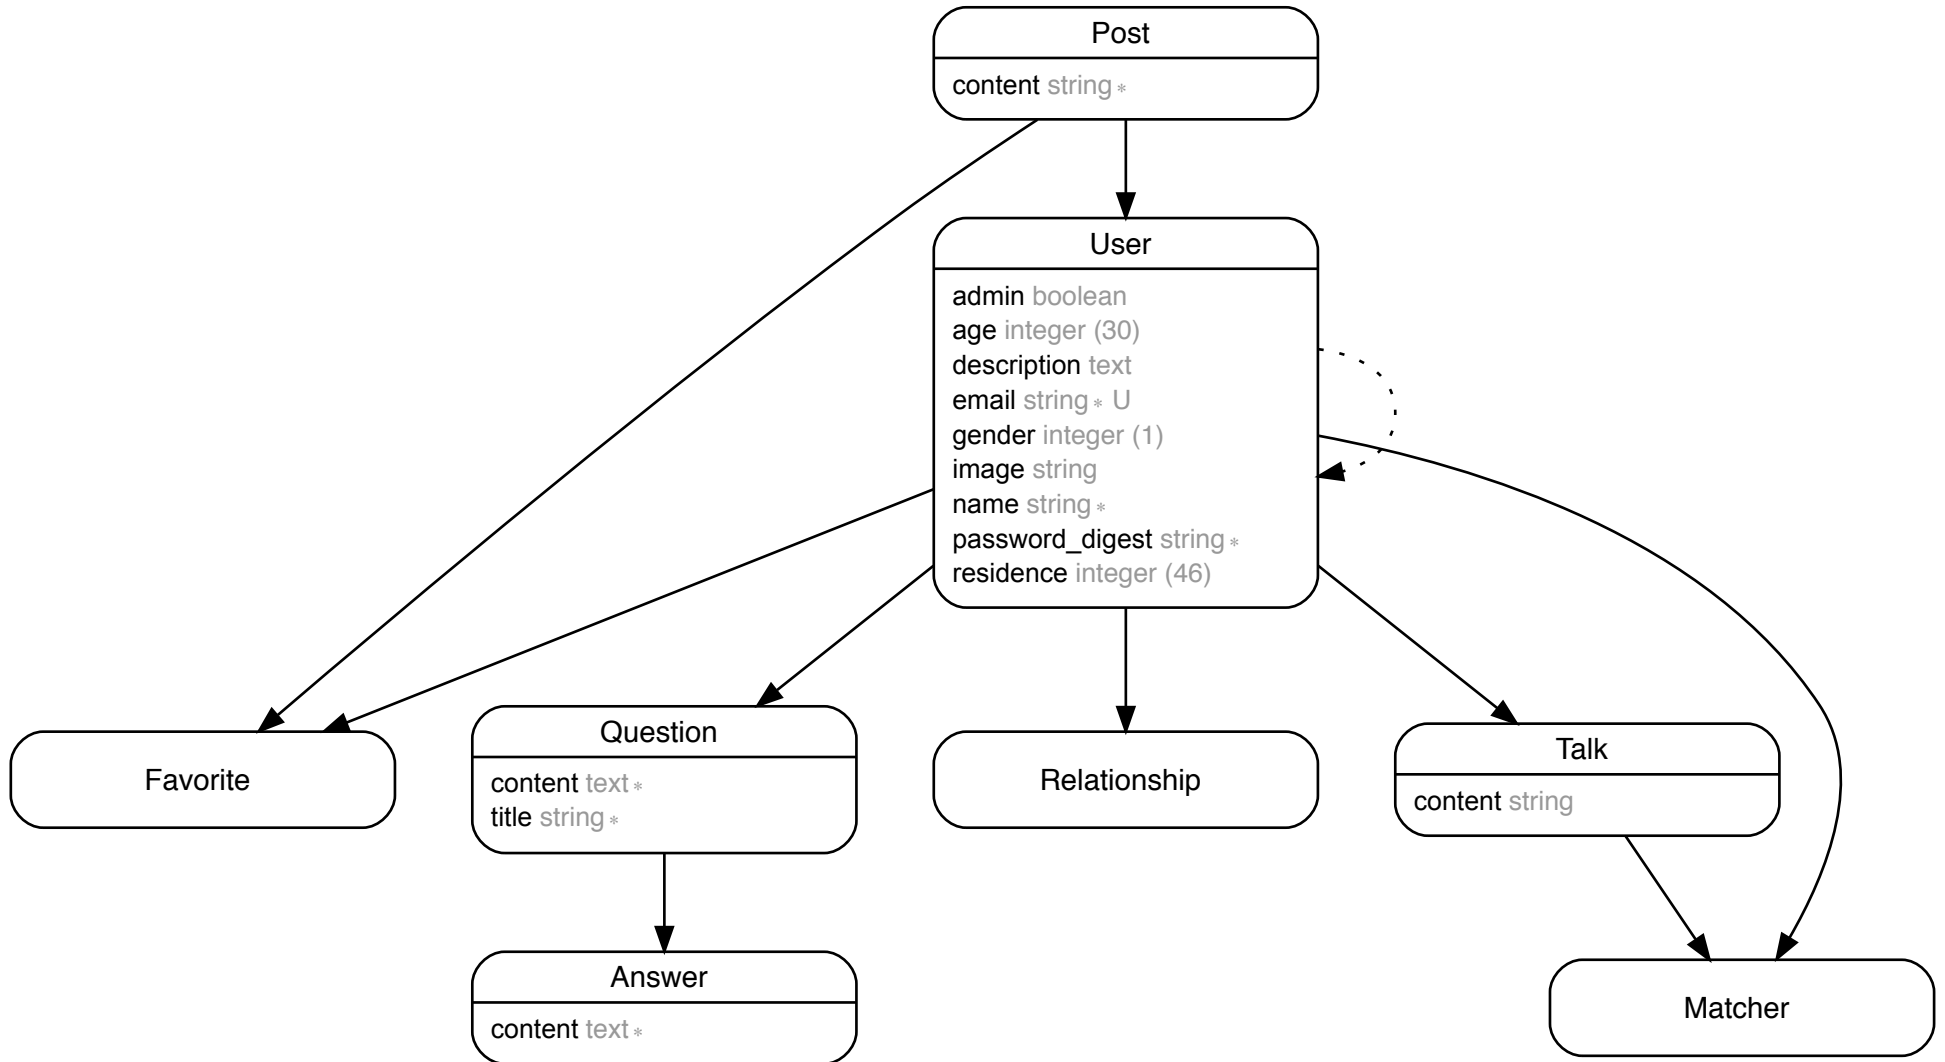 Post
content string *
User
admin boolean
age integer (30)
description text
email string * U
gender integer (1)
image string
name string *
password_digest string *
residence integer (46)
Favorite
Question
content text *
title string *
Relationship
Talk
content string
Answer
content text *
Matcher